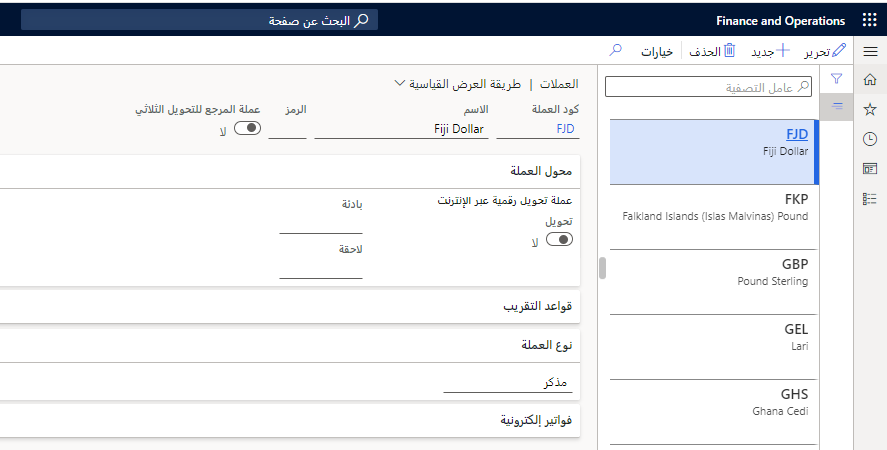 Finance and Operations
البحث عن صفحة
تحرير
جديد
الحذف
خيارات
عامل التصفية
FJD
Fiji Dollar
FKP
Falkland Islands (Islas Malvinas) Pound
GBP
Pound Sterling
GEL
Lari
GHS
Ghana Cedi
العملات | طريقة العرض القياسية
كود العملة
FJD
الاسم
Fiji Dollar
الرمز
عملة المرجع للتحويل الثلاثي
لا
محول العملة
عملة تحويل رقمية عبر الإنترنت
تحويل
لا
بادئة
لاحقة
قواعد التقريب
نوع العملة
مذكر
فواتير إلكترونية